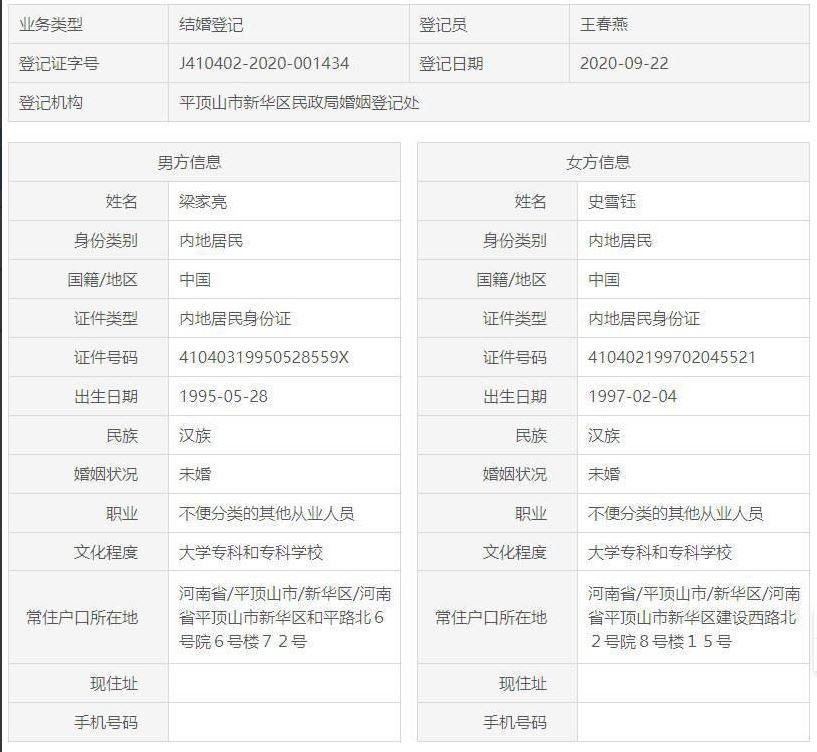 业务类型 结婚登记 登记员 王春燕
登记证字号 J410402-2020-001434 登记日期 2020-09-22
登记机构 平顶山市新华区民政局婚姻登记处
男方信息
姓名 梁家亮
身份类别 内地居民
国籍/地区 中国
证件类型 内地居民身份证
证件号码 41040319950528559X
出生日期 1995-05-28
民族 汉族
婚姻状况 未婚
职业 不便分类的其他从业人员
文化程度 大学专科和专科学校
常住户口所在地 河南省/平顶山市/新华区/河南
省平顶山市新华区和平路北６
号院６号楼７２号
现住址
手机号码
女方信息
姓名 史雪钰
身份类别 内地居民
国籍/地区 中国
证件类型 内地居民身份证
证件号码 410402199702045521
出生日期 1997-02-04
民族 汉族
婚姻状况 未婚
职业 不便分类的其他从业人员
文化程度 大学专科和专科学校
常住户口所在地 河南省/平顶山市/新华区/河南
省平顶山市新华区建设西路北
２号院８号楼１５号
现住址
手机号码